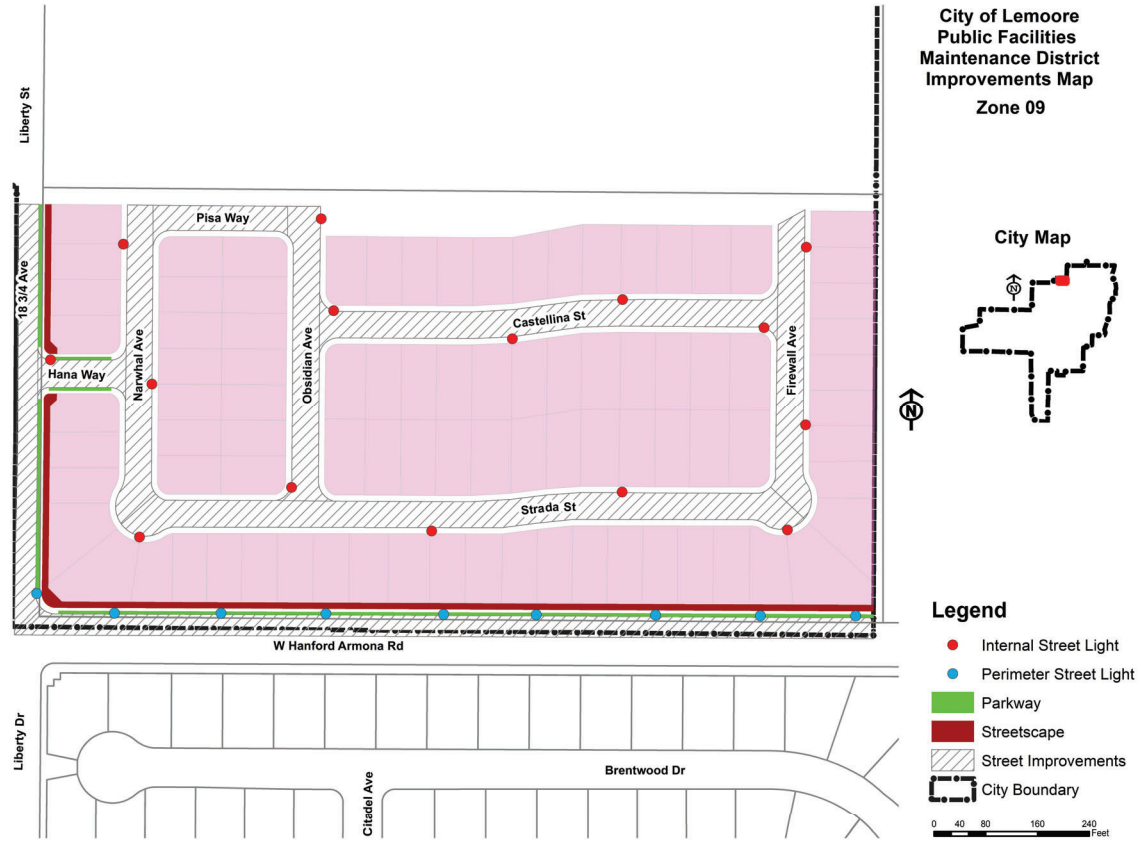 City of Lemoore
Public Facilities
Maintenance District
Improvements Map
Zone 09
Liberty St
18 3/4 Ave
Pisa Way
Hana Way
Narwhal Ave
Obsidian Ave
Castellina St
Firewall Ave
Strada St
W Hanford Armona Rd
Liberty Dr
Citadel Ave
Brentwood Dr
City Map
N
N
Legend
Internal Street Light
Perimeter Street Light
Parkway
Streetscape
Street Improvements
City Boundary
0 40 80 160 240
Feet